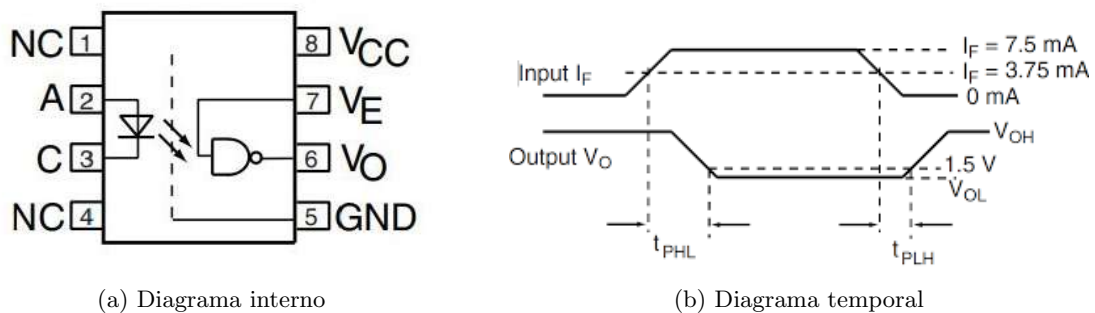 NC 1
A 2
C 3
NC 4
8 VCC
7 VE
6 VO
5 GND
(a) Diagrama interno
Input IF
IF = 7.5 mA
IF = 3.75 mA
0 mA
Output VO
VOH
1.5 V
VOL
tPHL
tPLH
(b) Diagrama temporal